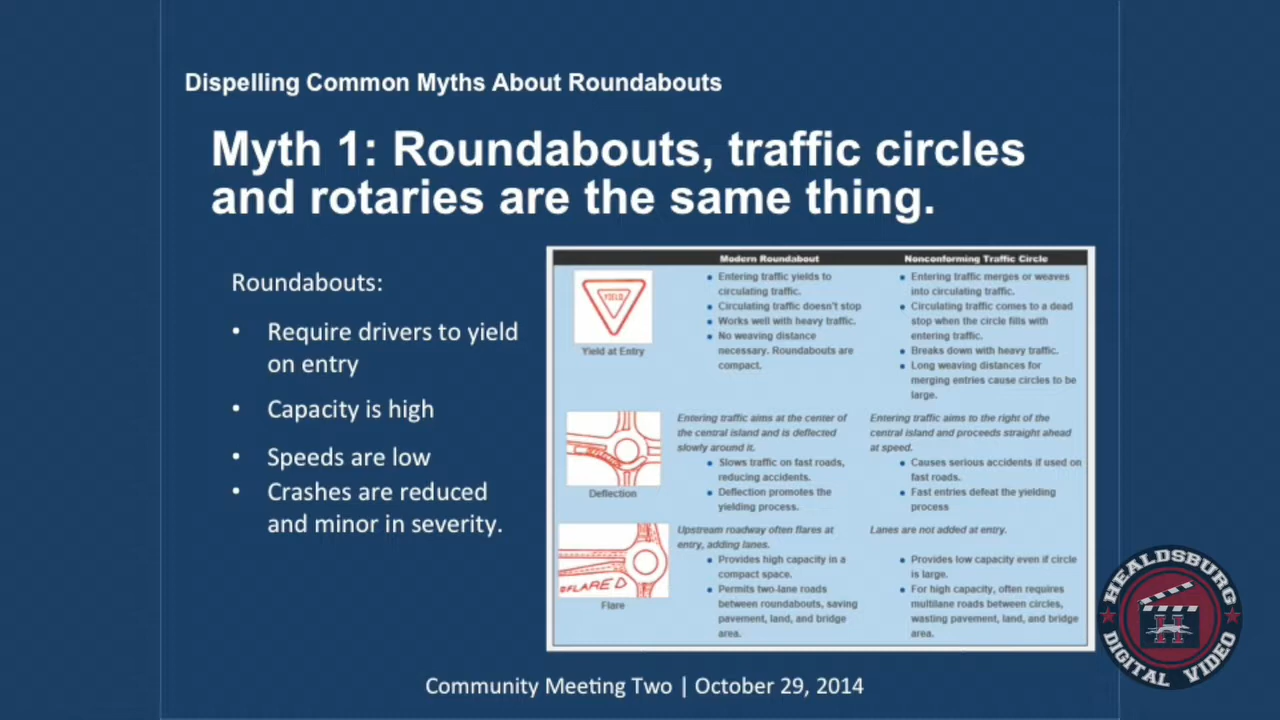 Dispelling Common Myths About Roundabouts
Myth 1: Roundabouts, traffic circles
and rotaries are the same thing.
Roundabouts:
• Require drivers to yield
on entry
• Capacity is high
• Speeds are low
• Crashes are reduced
and minor in severity.
Modern Roundabout
Nonconforming Traffic Circle
YIELD
Yield at Entry
• Entering traffic yields to
circulating traffic.
• Circulating traffic doesn't stop
• Works well with heavy traffic.
• No weaving distance
necessary. Roundabouts are
compact.
• Entering traffic merges or weaves
into circulating traffic.
• Circulating traffic comes to a dead
stop when the circle fills with
entering traffic.
• Breaks down with heavy traffic.
• Long weaving distances for
merging entries cause circles to be
large.
Deflection
Entering traffic aims at the center of
the central island and is deflected
slowly around it.
• Slows traffic on fast roads,
reducing accidents.
• Deflection promotes the
yielding process.
Entering traffic aims to the right of the
central island and proceeds straight ahead
at speed.
• Causes serious accidents if used on
fast roads.
• Fast entries defeat the yielding
process
FLARED
Flare
Upstream roadway often flares at
entry, adding lanes.
• Provides high capacity in a
compact space.
• Permits two-lane roads
between roundabouts, saving
pavement, land, and bridge
area.
Lanes are not added at entry.
• Provides low capacity even if circle
is large.
• For high capacity, often requires
multilane roads between circles,
wasting pavement, land, and bridge
area.
HEALDSBURG
H
DIGITAL VIDEO
Community Meeting Two | October 29, 2014